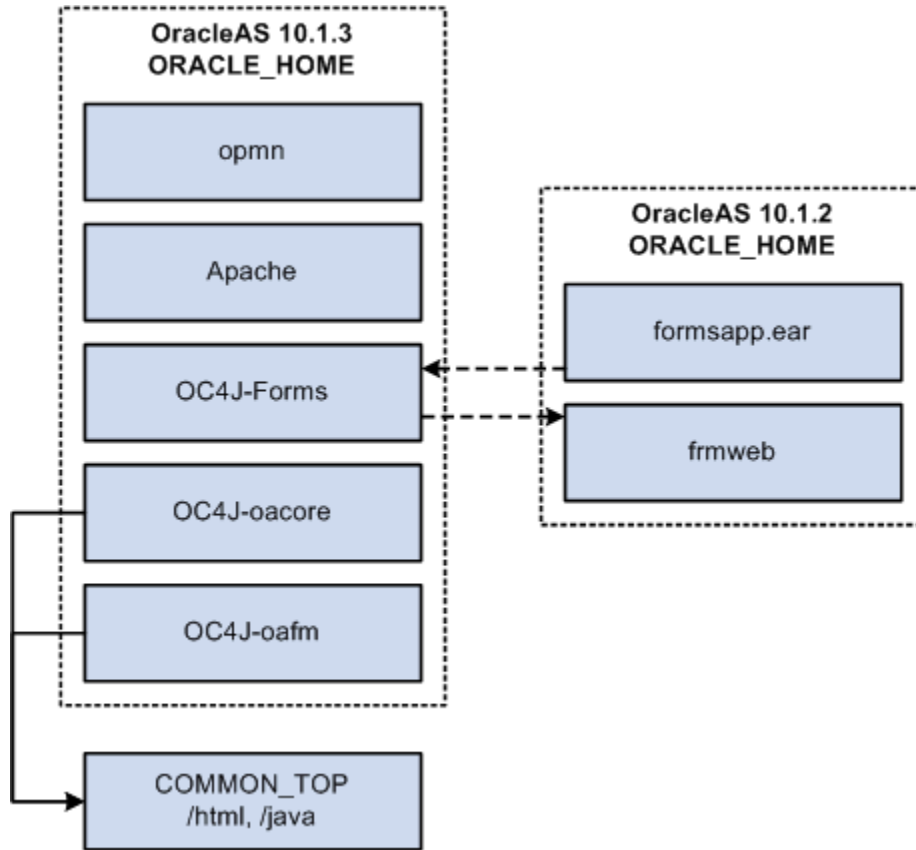 OracleAS 10.1.3
ORACLE_HOME
opmn
Apache
OC4J-Forms
OC4J-oacore
OC4J-oafm
COMMON_TOP
/html, /java
OracleAS 10.1.2
ORACLE_HOME
formsapp.ear
frmweb